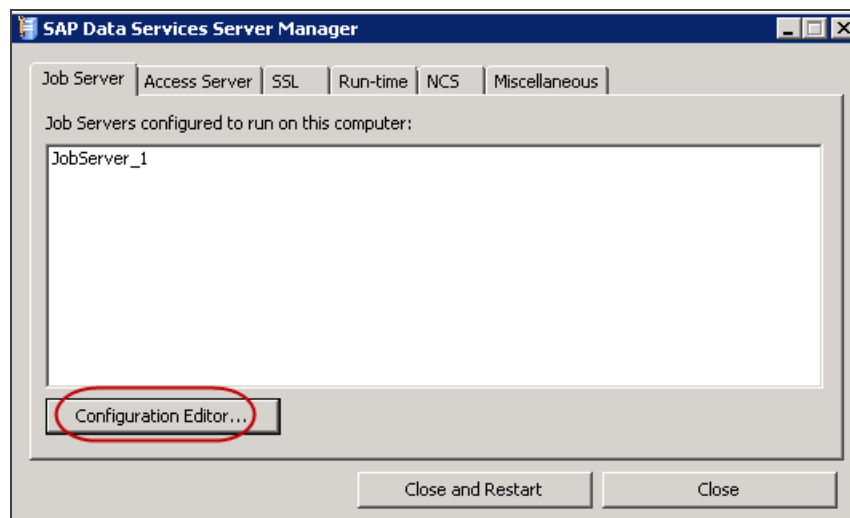 SAP Data Services Server Manager
Job Server Access Server SSL Run-time NCS Miscellaneous
Job Servers configured to run on this computer:
JobServer_1
Configuration Editor...
Close and Restart Close